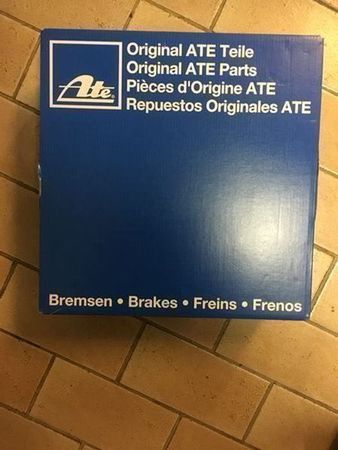 Ate
Original ATE Teile
Original ATE Parts
Pièces d'Origine ATE
Repuestos Originales ATE
Bremsen • Brakes • Freins • Frenos